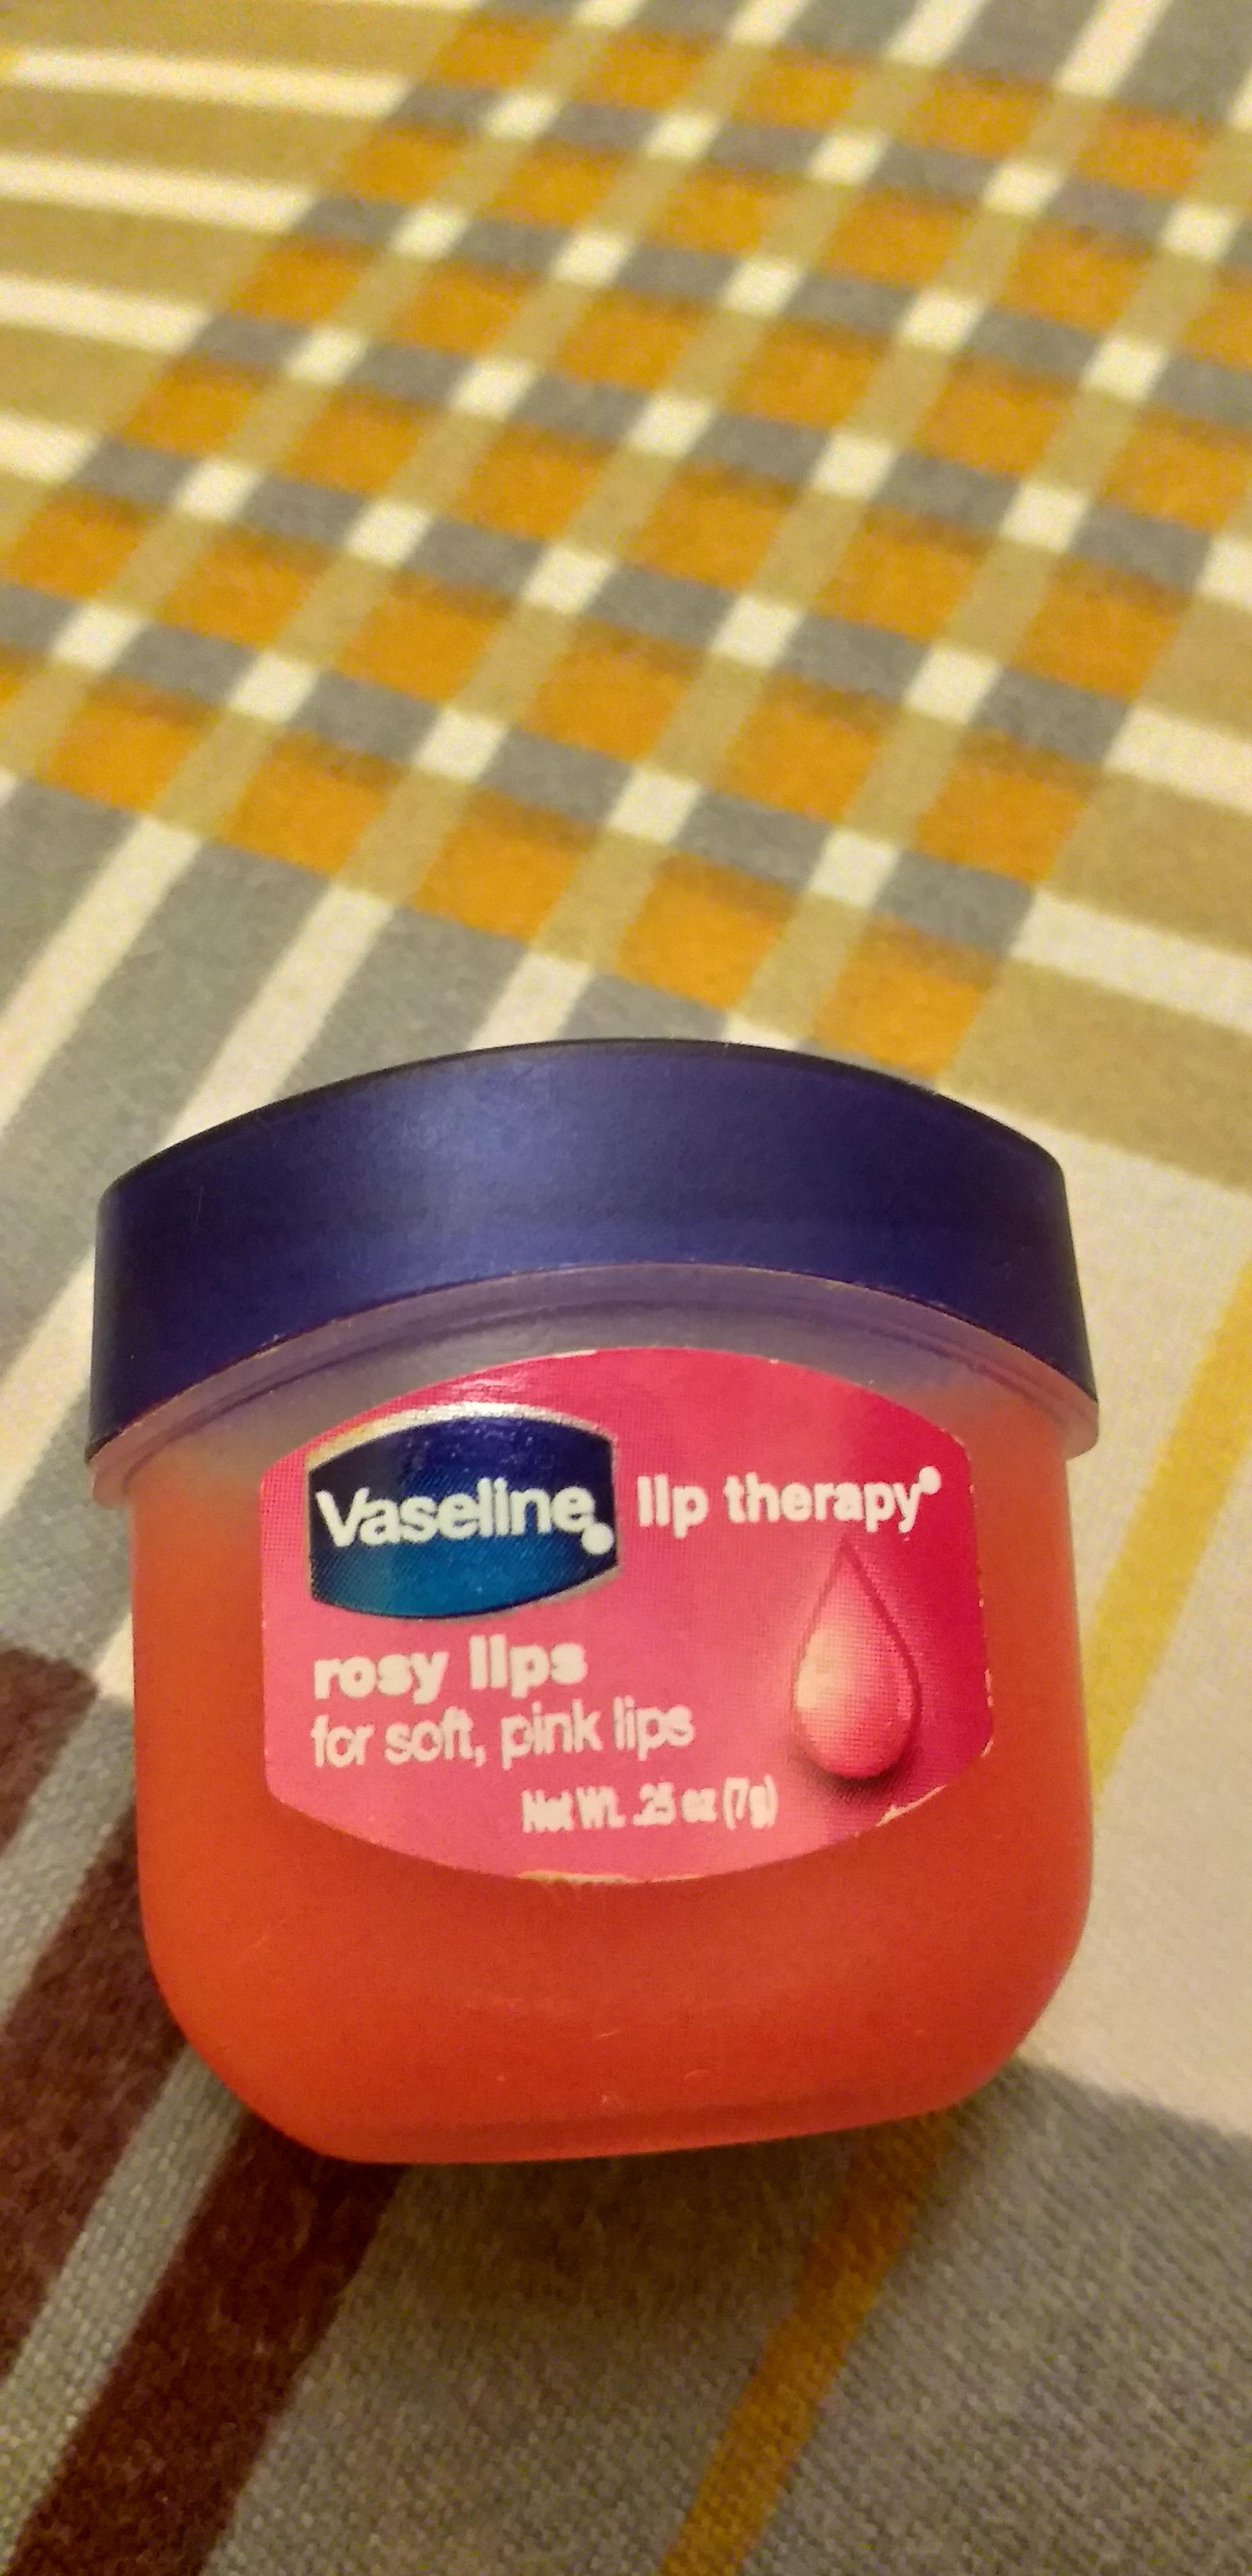 Vaseline lip therapy
rosy lips
for soft, pink lips
Net Wt. .25 oz (7g)